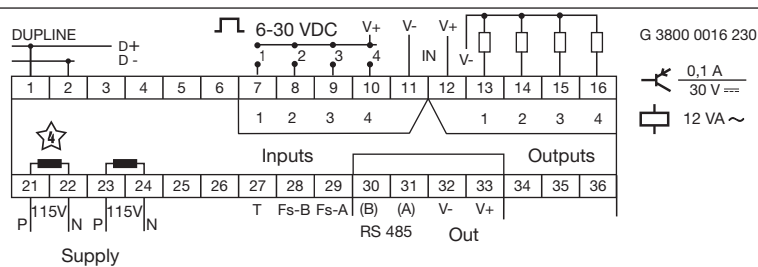 6-30 VDC V+ V- V+ G 3800 0016 230
DUPLINE D+ IN V-
D- 1 2 3 4
0,1 A
30 V
1 2 3 4 5 6 7 8 9 10 11 12 13 14 15 16
1 2 3 4 1 2 3 4
12 VA ~
4
Inputs Outputs
21 22 23 24 25 26 27 28 29 30 31 32 33 34 35 36
P 115V N P 115V N T Fs-B Fs-A (B) (A) V- V+
RS 485 Out
Supply